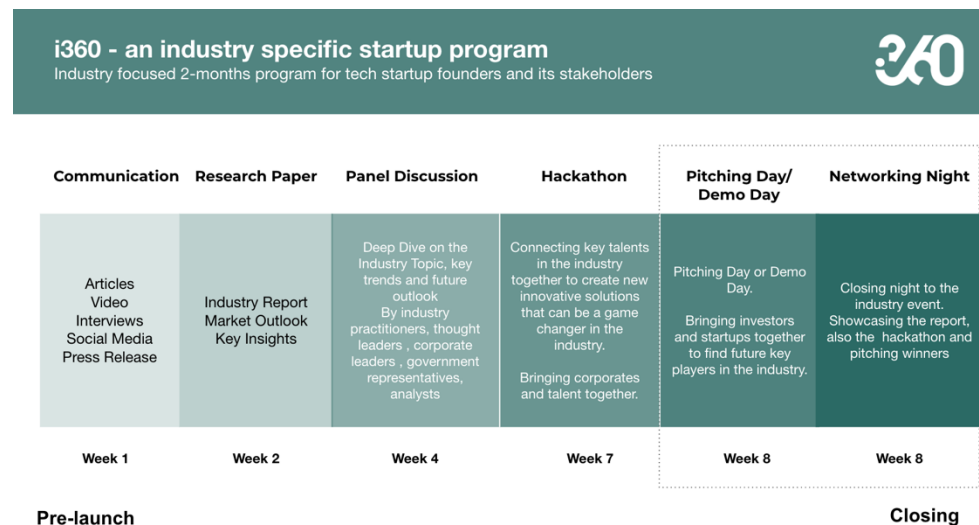 i360 - an industry specific startup program
Industry focused 2-months program for tech startup founders and its stakeholders
i360
Communication
Research Paper
Panel Discussion
Hackathon
Pitching Day/
Demo Day
Networking Night
Articles
Video
Interviews
Social Media
Press Release
Industry Report
Market Outlook
Key Insights
Deep Dive on the
Industry Topic, key
trends and future
outlook
By industry
practitioners, thought
leaders , corporate
leaders , government
representatives,
analysts
Connecting key talents
in the industry
together to create new
innovative solutions
that can be a game
changer in the
industry.
Bringing corporates
and talent together.
Pitching Day or Demo
Day.
Bringing investors
and startups together
to find future key
players in the industry.
Closing night to the
industry event.
Showcasing the report,
also the  hackathon and
pitching winners
Week 1
Week 2
Week 4
Week 7
Week 8
Week 8
Pre-launch
Closing